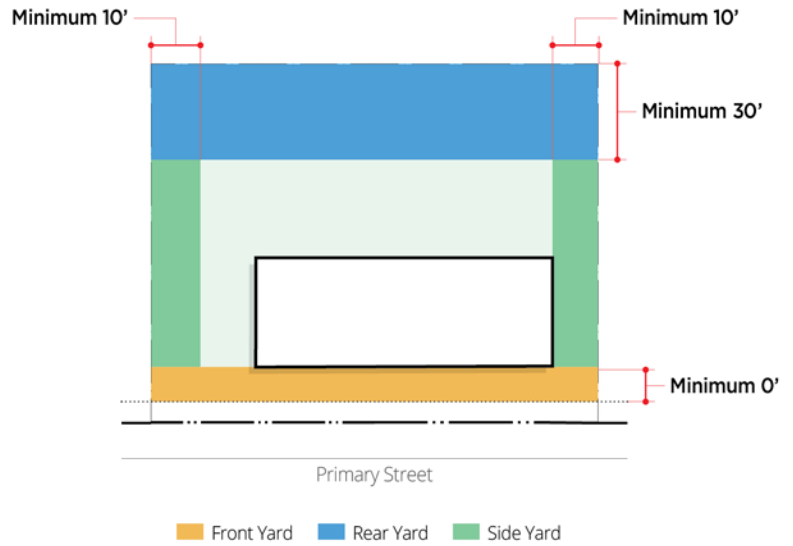 Minimum 10’
Minimum 10’
Minimum 30’
Minimum 0’
Primary Street
Front Yard
Rear Yard
Side Yard